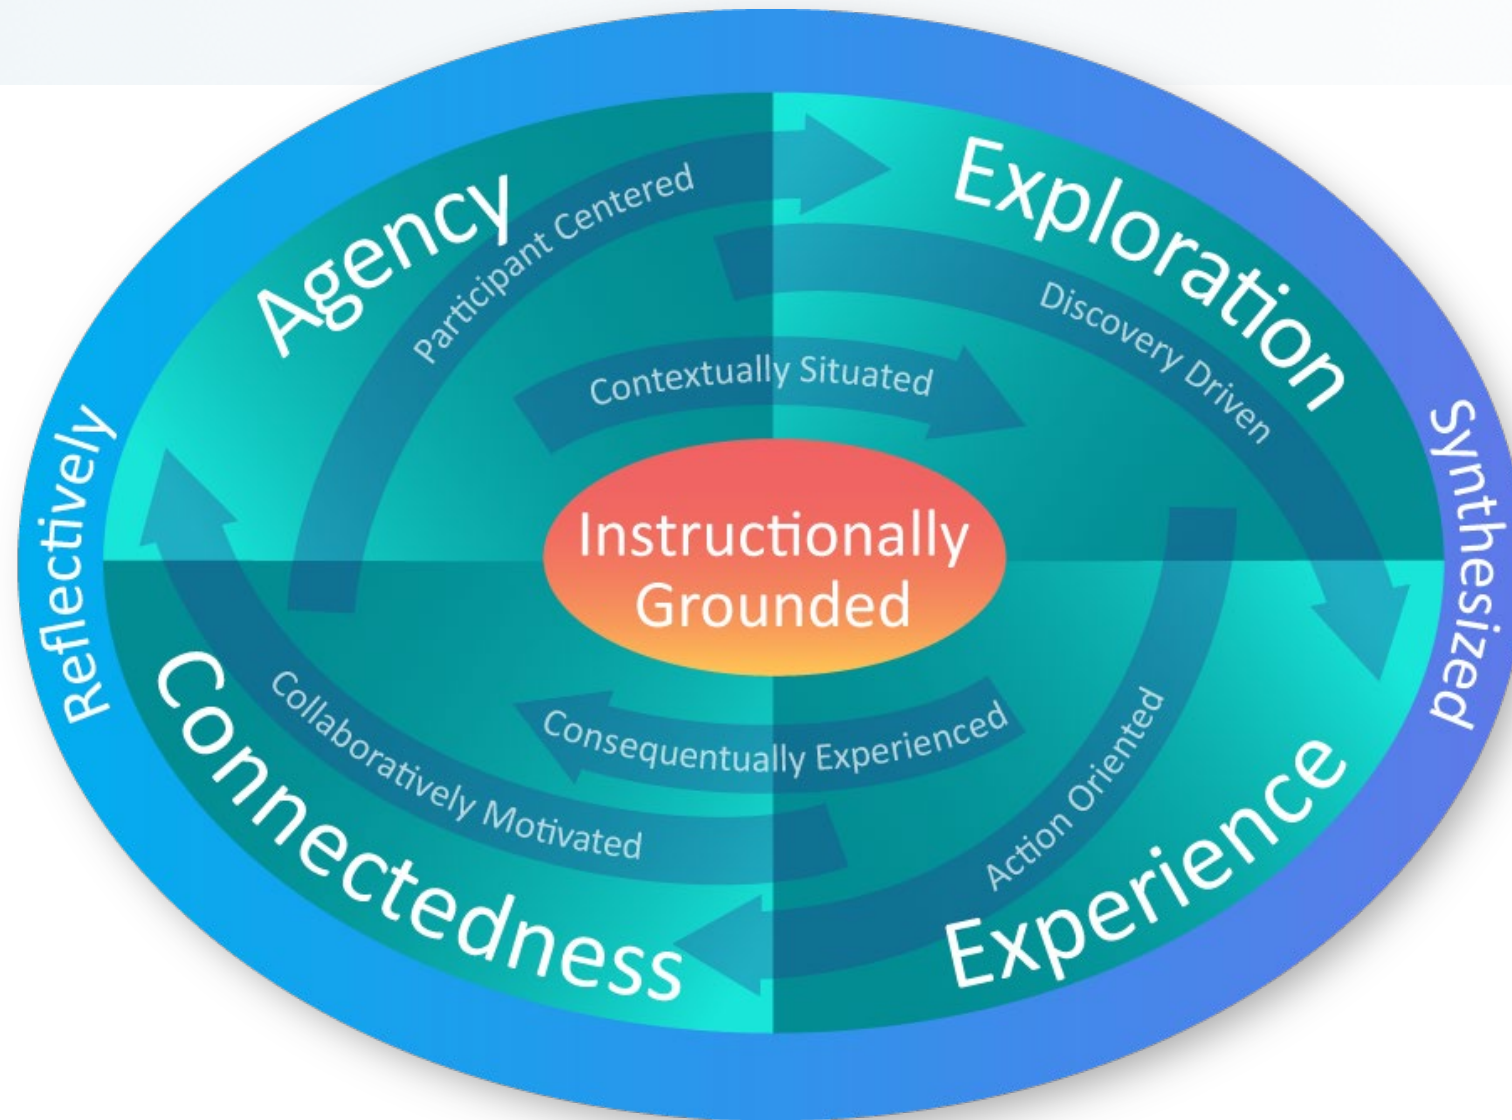 Agency
Participant Centered
Exploration
Discovery Driven
Contextually Situated
Reflectively
Synthesized
Instructionally
Grounded
Connectedness
Collaboratively Motivated
Consequentually Experienced
Action Oriented
Experience